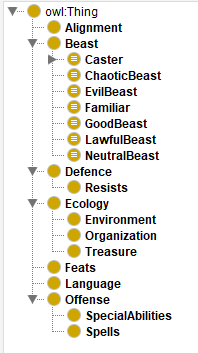 owl:Thing
Alignment
Beast
Caster
ChaoticBeast
EvilBeast
Familiar
GoodBeast
LawfulBeast
NeutralBeast
Defence
Resists
Ecology
Environment
Organization
Treasure
Feats
Language
Offense
SpecialAbilities
Spells